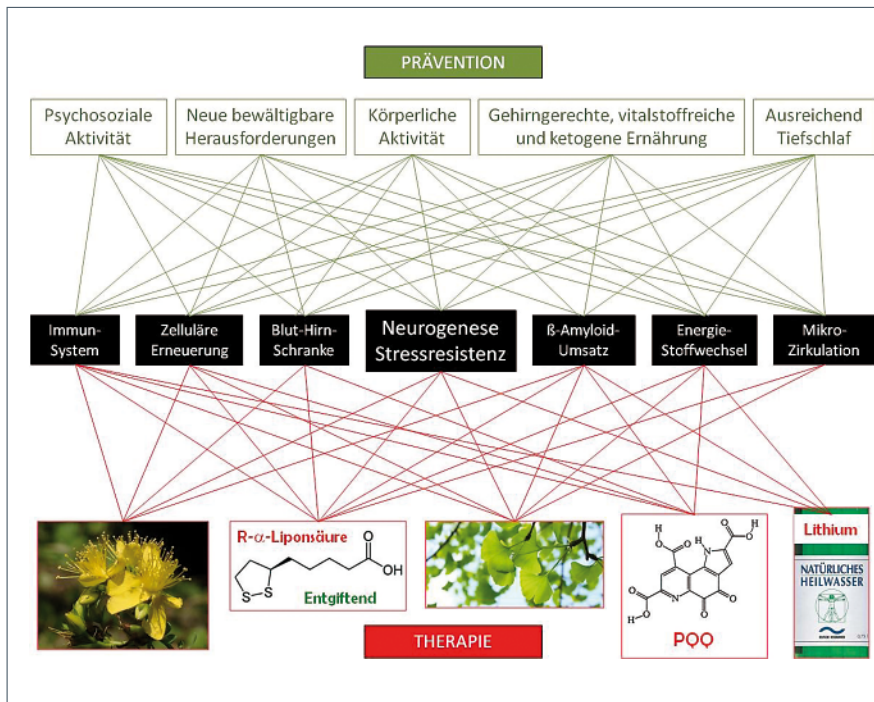 PRÄVENTION
Psychosoziale
Aktivität
Neue bewältigbare
Herausforderungen
Körperliche
Aktivität
Gehirngerechte, vitalstoffreiche
und ketogene Ernährung
Ausreichend
Tiefschlaf
Immun-
System
Zelluläre
Erneuerung
Blut-Hirn-
Schranke
Neurogenese
Stressresistenz
ß-Amyloid-
Umsatz
Energie-
Stoffwechsel
Mikro-
Zirkulation
R-α-Liponsäure
O
OH
S
S
Entgiftend
H
O
O
H
N
O
O
H
O
H
O
O
N
O
O
PQQ
Lithium
NATÜRLICHES
HEILWASSER
THERAPIE